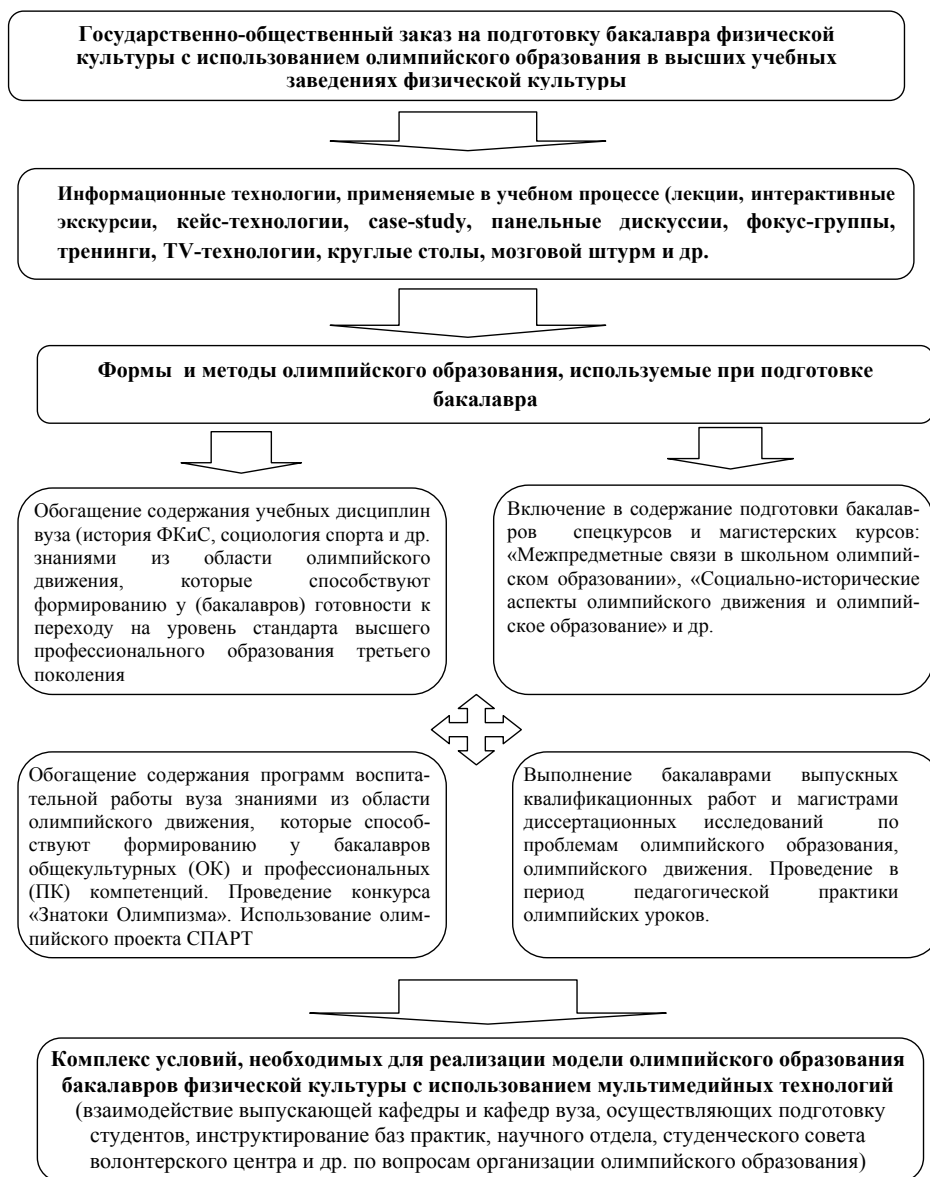 Государственно-общественный заказ на подготовку бакалавра физической
культуры с использованием олимпийского образования в высших учебных
заведениях физической культуры
Информационные технологии, применяемые в учебном процессе (лекции, интерактивные
экскурсии, кейс-технологии, case-study, панельные дискуссии, фокус-группы,
тренинги, TV-технологии, круглые столы, мозговой штурм и др.
Формы и методы олимпийского образования, используемые при подготовке
бакалавра
Обогащение содержания учебных дисциплин
вуза (история ФКиС, социология спорта и др.
знаниями из области олимпийского
движения, которые способствуют
формированию у (бакалавров) готовности к
переходу на уровень стандарта высшего
профессионального образования третьего
поколения
Включение в содержание подготовки бакалав-
ров спецкурсов и магистерских курсов:
«Межпредметные связи в школьном олимпий-
ском образовании», «Социально-исторические
аспекты олимпийского движения и олимпий-
ское образование» и др.
Обогащение содержания программ воспита-
тельной работы вуза знаниями из области
олимпийского движения, которые способ-
ствуют формированию у бакалавров
общекультурных (ОК) и профессиональных
(ПК) компетенций. Проведение конкурса
«Знатоки Олимпизма». Использование олим-
пийского проекта СПАРТ
Выполнение бакалаврами выпускных
квалификационных работ и магистрами
диссертационных исследований по
проблемам олимпийского образования,
олимпийского движения. Проведение в
период педагогической практики
олимпийских уроков.
Комплекс условий, необходимых для реализации модели олимпийского образования
бакалавров физической культуры с использованием мультимедийных технологий
(взаимодействие выпускающей кафедры и кафедр вуза, осуществляющих подготовку
студентов, инструктирование баз практик, научного отдела, студенческого совета
волонтерского центра и др. по вопросам организации олимпийского образования)